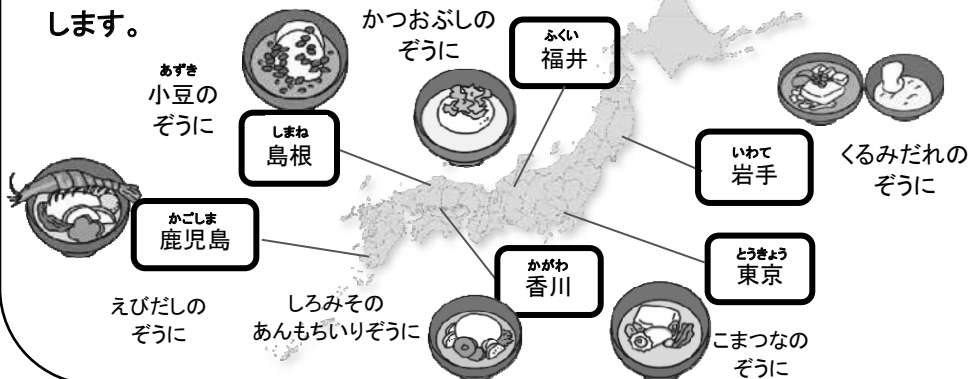 します。
かつおぶしの
ぞうに
ふくい
福井
あずき
小豆の
ぞうに
しまね
島根
いわて
岩手
くるみだれの
ぞうに
かごしま
鹿児島
えびだしの
ぞうに
しろみその
あんもちいりぞうに
かがわ
香川
とうきょう
東京
こまつなの
ぞうに